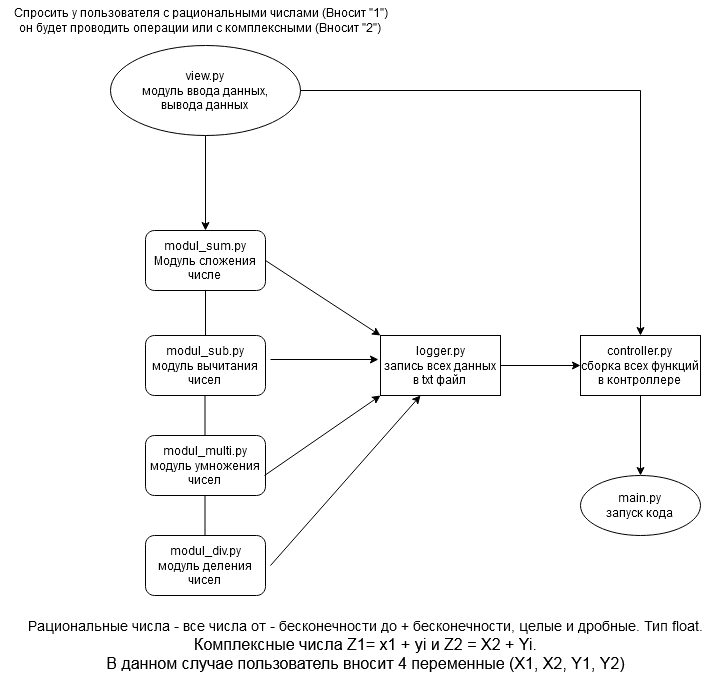 Спросить у пользователя с рациональными числами (Вносит "1")
он будет проводить операции или с комплексными (Вносит "2")
view.py
модуль ввода данных,
вывода данных
modul_sum.py
Модуль сложения
числе
modul_sub.py
модуль вычитания
чисел
logger.py
запись всех данных
в txt файл
controller.py
сборка всех функций
в контроллере
modul_multi.py
модуль умножения
чисел
main.py
запуск кода
modul_div.py
модуль деления
чисел
Рациональные числа - все числа от - бесконечности до + бесконечности, целые и дробные. Тип float.
Комплексные числа Z1= x1 + yi и Z2 = X2 + Yi.
В данном случае пользователь вносит 4 переменные (X1, X2, Y1, Y2)